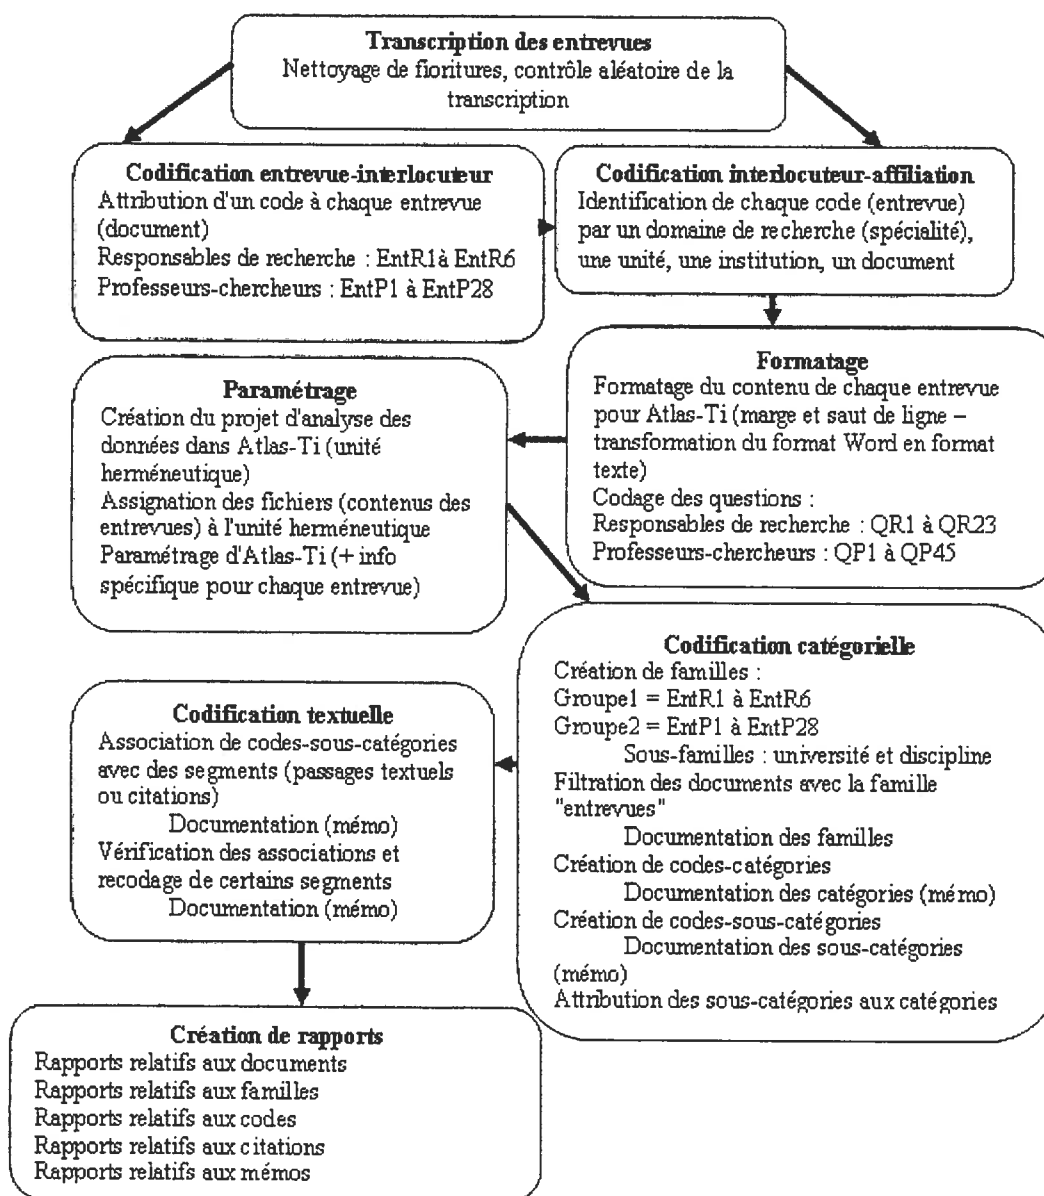 Transcription des entrevues
Nettoyage de fioritures, contrôle aléatoire de la
transcription
Codification entrevue-interlocuteur
Attribution d'un code à chaque entrevue
(document)
Responsables de recherche : EntR1à EntR6
Professeurs-chercheurs : EntP1 à EntP28
Codification interlocuteur-affiliation
Identification de chaque code (entrevue)
par un domaine de recherche (spécialité),
une unité, une institution, un document
Formatage
Formatage du contenu de chaque entrevue
pour Atlas-Ti (marge et saut de ligne –
transformation du format Word en format
texte)
Codage des questions :
Responsables de recherche : QR1 à QR23
Professeurs-chercheurs : QP1 à QP45
Paramétrage
Création du projet d'analyse des
données dans Atlas-Ti (unité
herméneutique)
Assignation des fichiers (contenus des
entrevues) à l'unité herméneutique
Paramétrage d'Atlas-Ti (+ info
spécifique pour chaque entrevue)
Codification catégorielle
Création de familles :
Groupe1 = EntR1 à EntR6
Groupe2 = EntP1 à EntP28
Sous-familles : université et discipline
Filtration des documents avec la famille
"entrevues"
Documentation des familles
Création de codes-catégories
Documentation des catégories (mémo)
Création de codes-sous-catégories
Documentation des sous-catégories
(mémo)
Attribution des sous-catégories aux catégories
Codification textuelle
Association de codes-sous-catégories
avec des segments (passages textuels
ou citations)
Documentation (mémo)
Vérification des associations et
recodage de certains segments
Documentation (mémo)
Création de rapports
Rapports relatifs aux documents
Rapports relatifs aux familles
Rapports relatifs aux codes
Rapports relatifs aux citations
Rapports relatifs aux mémos